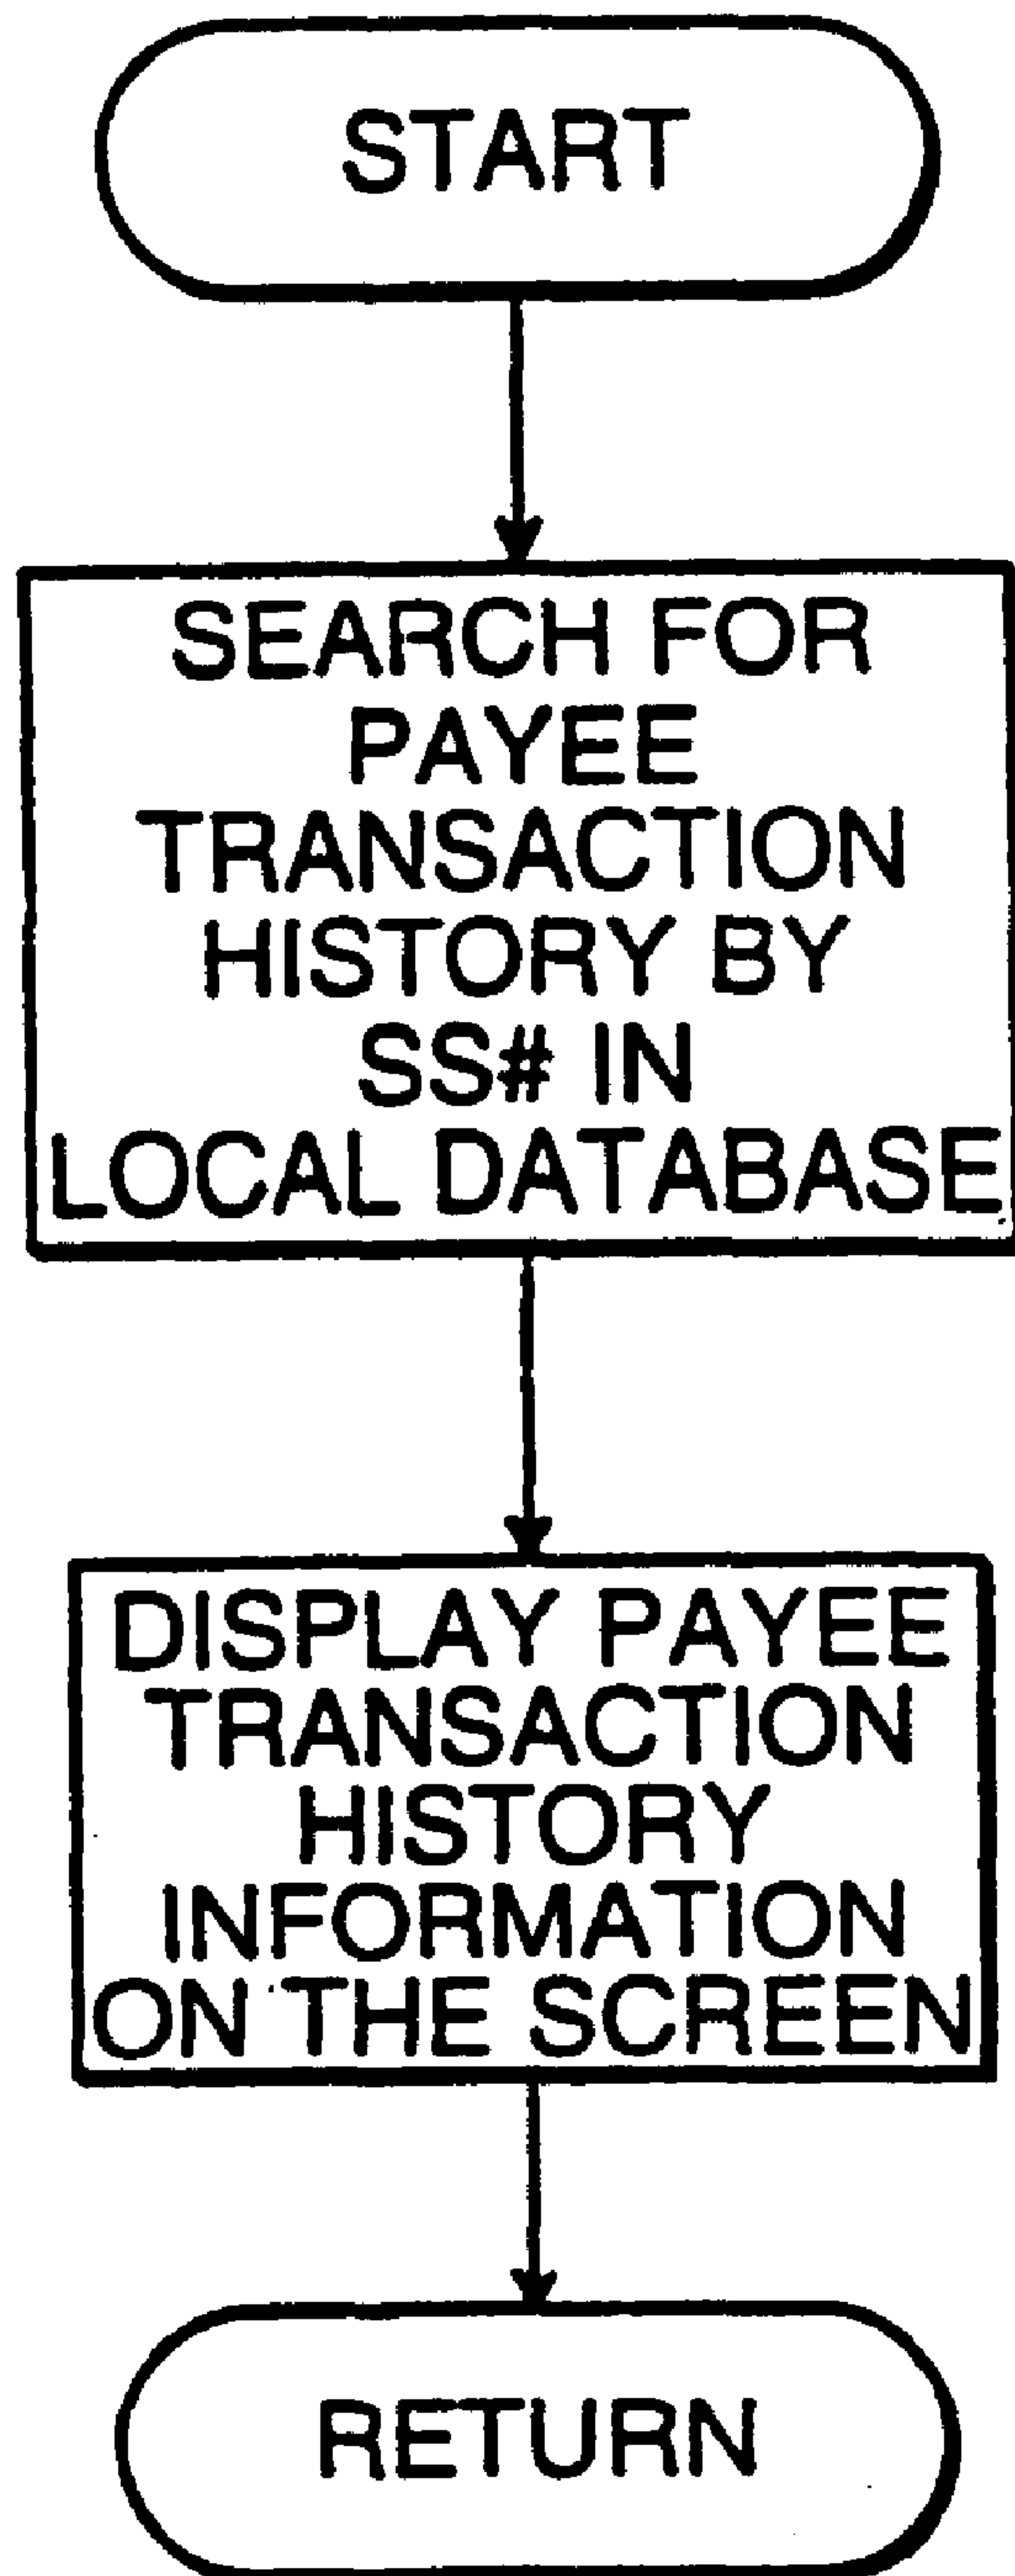 START
SEARCH FOR
PAYEE
TRANSACTION
HISTORY BY
SS# IN
LOCAL DATABASE
DISPLAY PAYEE
TRANSACTION
HISTORY
INFORMATION
ON THE SCREEN
RETURN